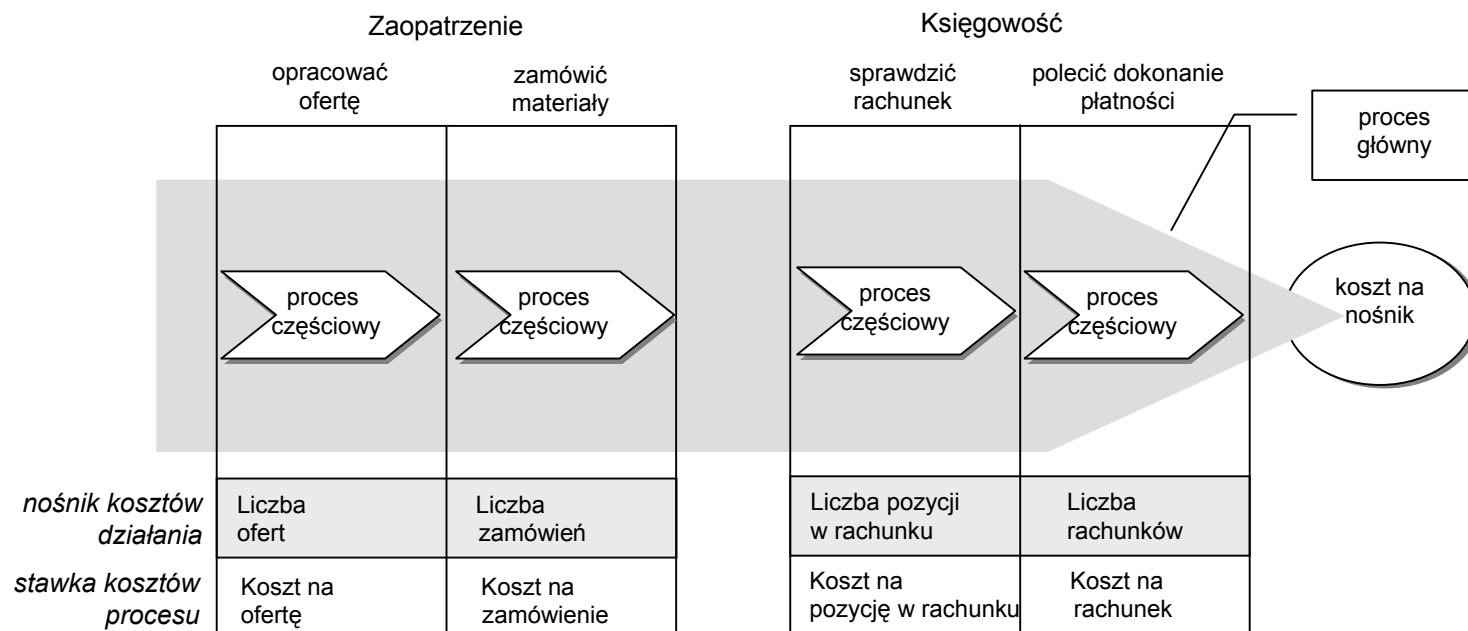 Zaopatrzenie
Księgowość
opracować
ofertę
zamówić
materiały
sprawdzić
rachunek
polecić dokonanie
płatności
proces
główny
proces
częściowy
proces
częściowy
proces
częściowy
proces
częściowy
koszt na
nośnik
nośnik kosztów
działania
Liczba
ofert
Liczba
zamówień
Liczba pozycji
w rachunku
Liczba
rachunków
stawka kosztów
procesu
Koszt na
ofertę
Koszt na
zamówienie
Koszt na
pozycję w rachunku
Koszt na
rachunek